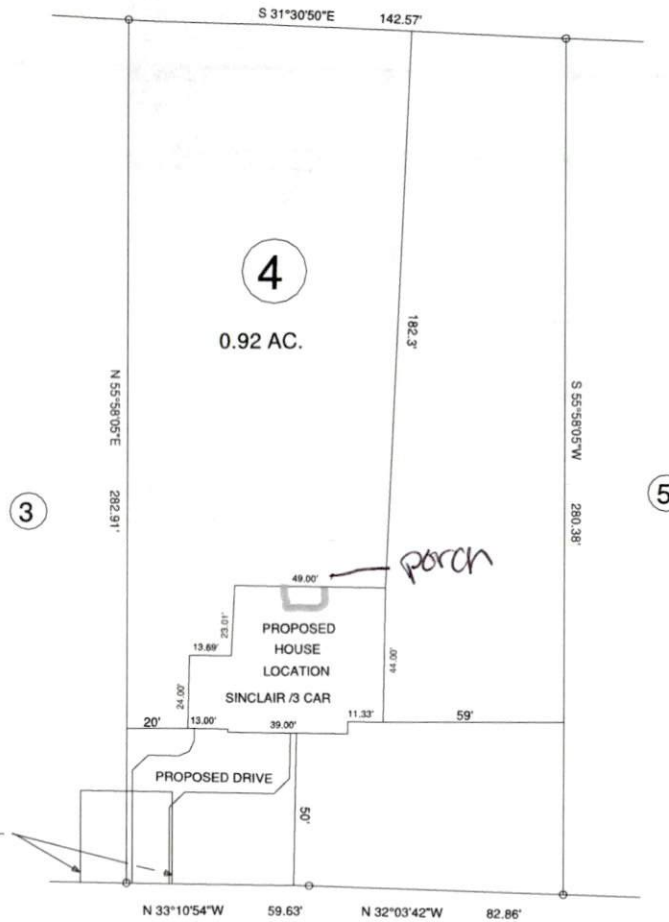 S 31°30'50"E 142.57'
4
0.92 AC.
182.3'
N 55°58'05"E 282.91'
S 55°58'05"W 280.38'
3
5
porch
49.00'
23.01'
PROPOSED
HOUSE
LOCATION
SINCLAIR /3 CAR
13.69'
24.00'
44.00'
20'
13.00'
39.00'
11.33'
59'
PROPOSED DRIVE
50'
N 33°10'54"W 59.63' N 32°03'42"W 82.86'